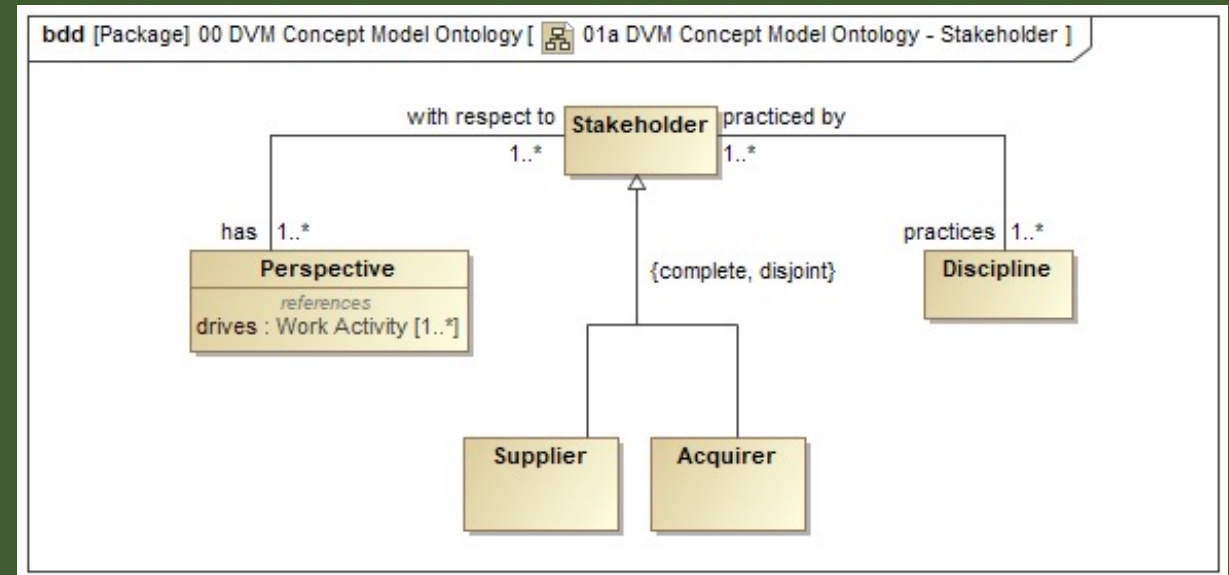 bdd [Package] 00 DVM Concept Model Ontology [ 01a DVM Concept Model Ontology - Stakeholder ]
with respect to
Stakeholder
practiced by
1..*
1..*
has
1..*
practices
1..*
Perspective
references
drives : Work Activity [1..*]
{complete, disjoint}
Discipline
Supplier
Acquirer